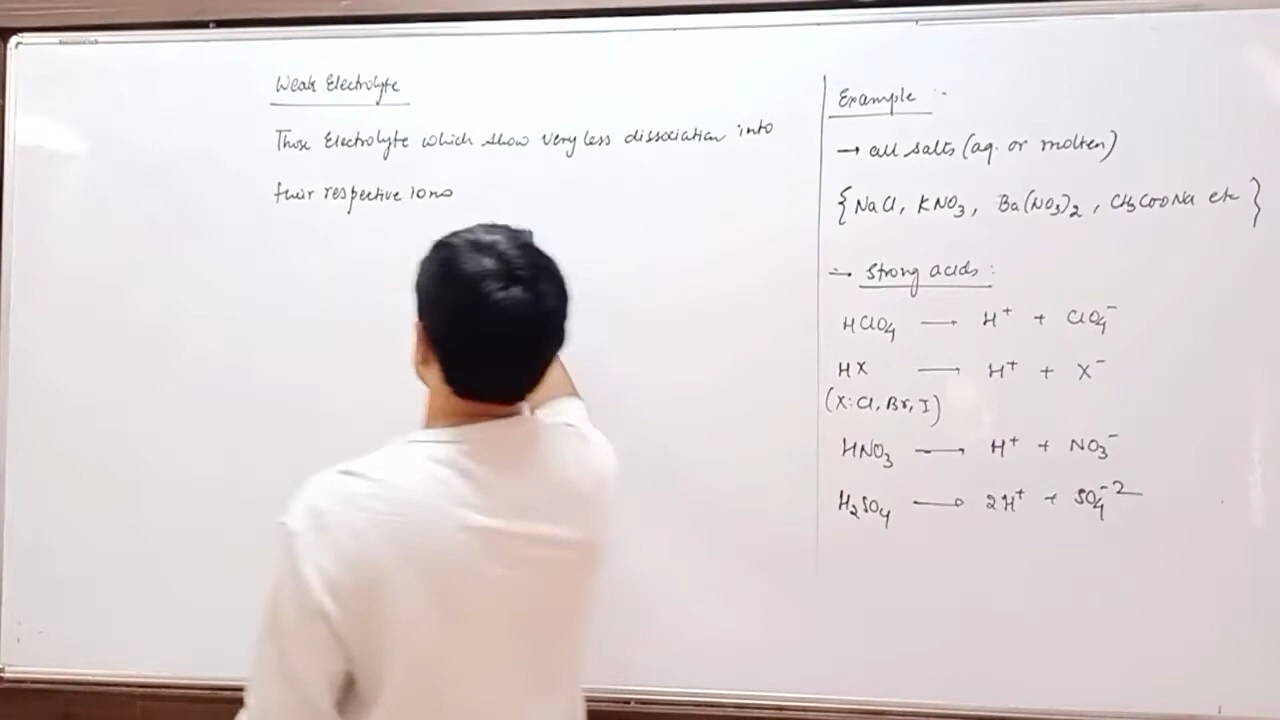 Weak Electrolyte
Those Electrolyte which show very less dissociation into
their respective ions
Example :-
→ all salts (aq. or molten)
{NaCl, KNO₃, Ba(NO₃)₂, CH₃COONa etc}
→ Strong acids :
HClO₄ → H⁺ + ClO₄⁻
HX → H⁺ + X⁻
(X: Cl, Br, I)
HNO₃ → H⁺ + NO₃⁻
H₂SO₄ → 2H⁺ + SO₄⁻²